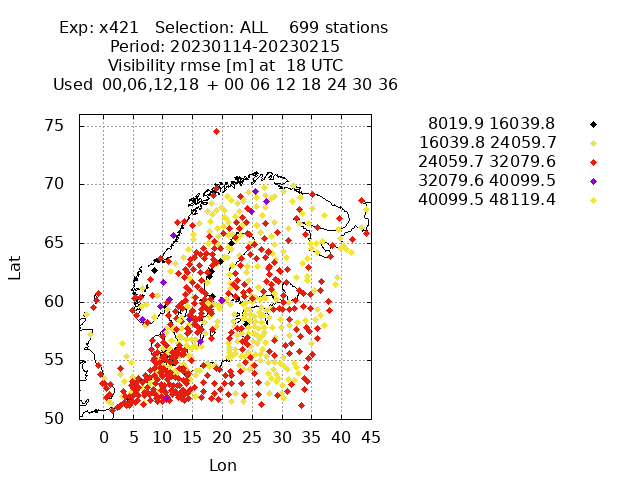 Exp: x421 Selection: ALL 699 stations
Period: 20230114-20230215
Visibility rmse [m] at 18 UTC
Used 00,06,12,18 + 00 06 12 18 24 30 36
8019.9 16039.8
16039.8 24059.7
24059.7 32079.6
32079.6 40099.5
40099.5 48119.4
75
70
65
60
55
50
Lat
0 5 10 15 20 25 30 35 40 45
Lon